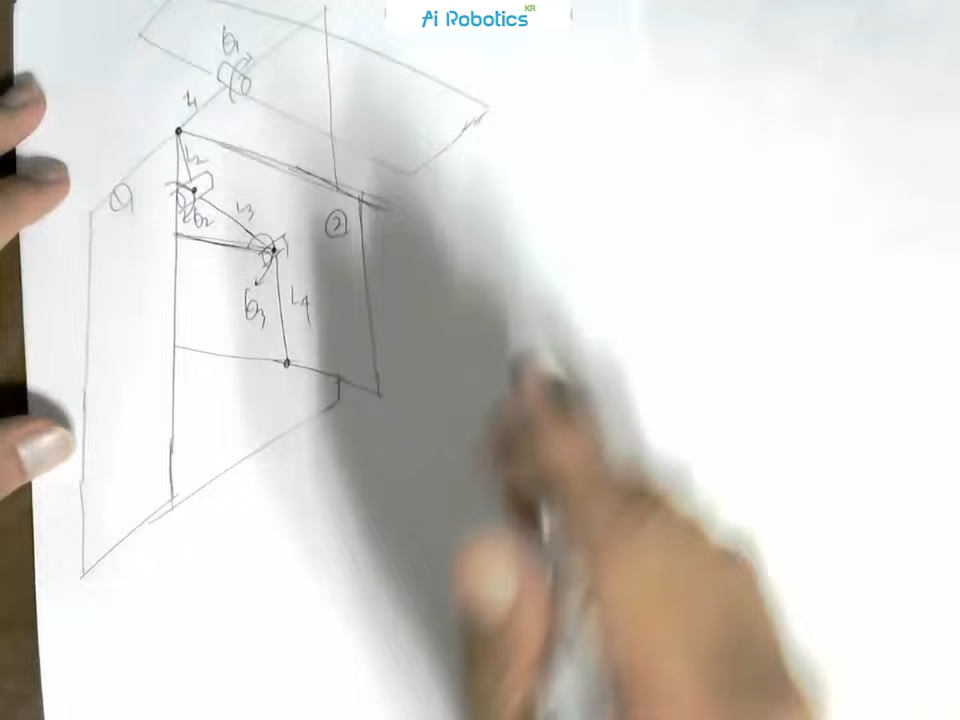 Ai Robotics KR
θ1
L1
L2
①
θ2
L3
②
θ3
L4